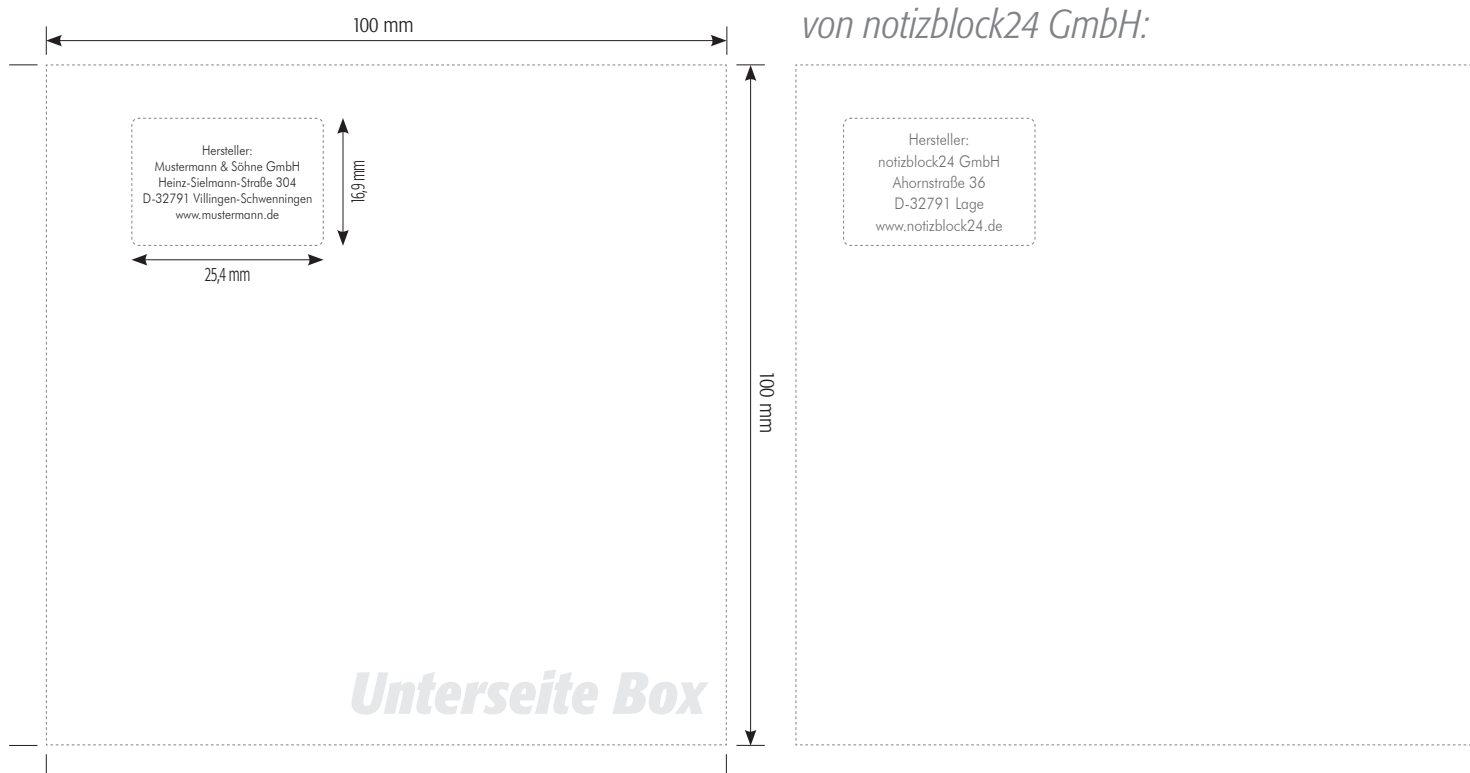 100 mm
von notizblock24 GmbH:
Hersteller:
Mustermann & Söhne GmbH
Heinz-Sielmann-Straße 304
D-32791 Villingen-Schwenningen
www.mustermann.de
16,9 mm
25,4 mm
100 mm
Unterseite Box
Hersteller:
notizblock24 GmbH
Ahornstraße 36
D-32791 Lage
www.notizblock24.de